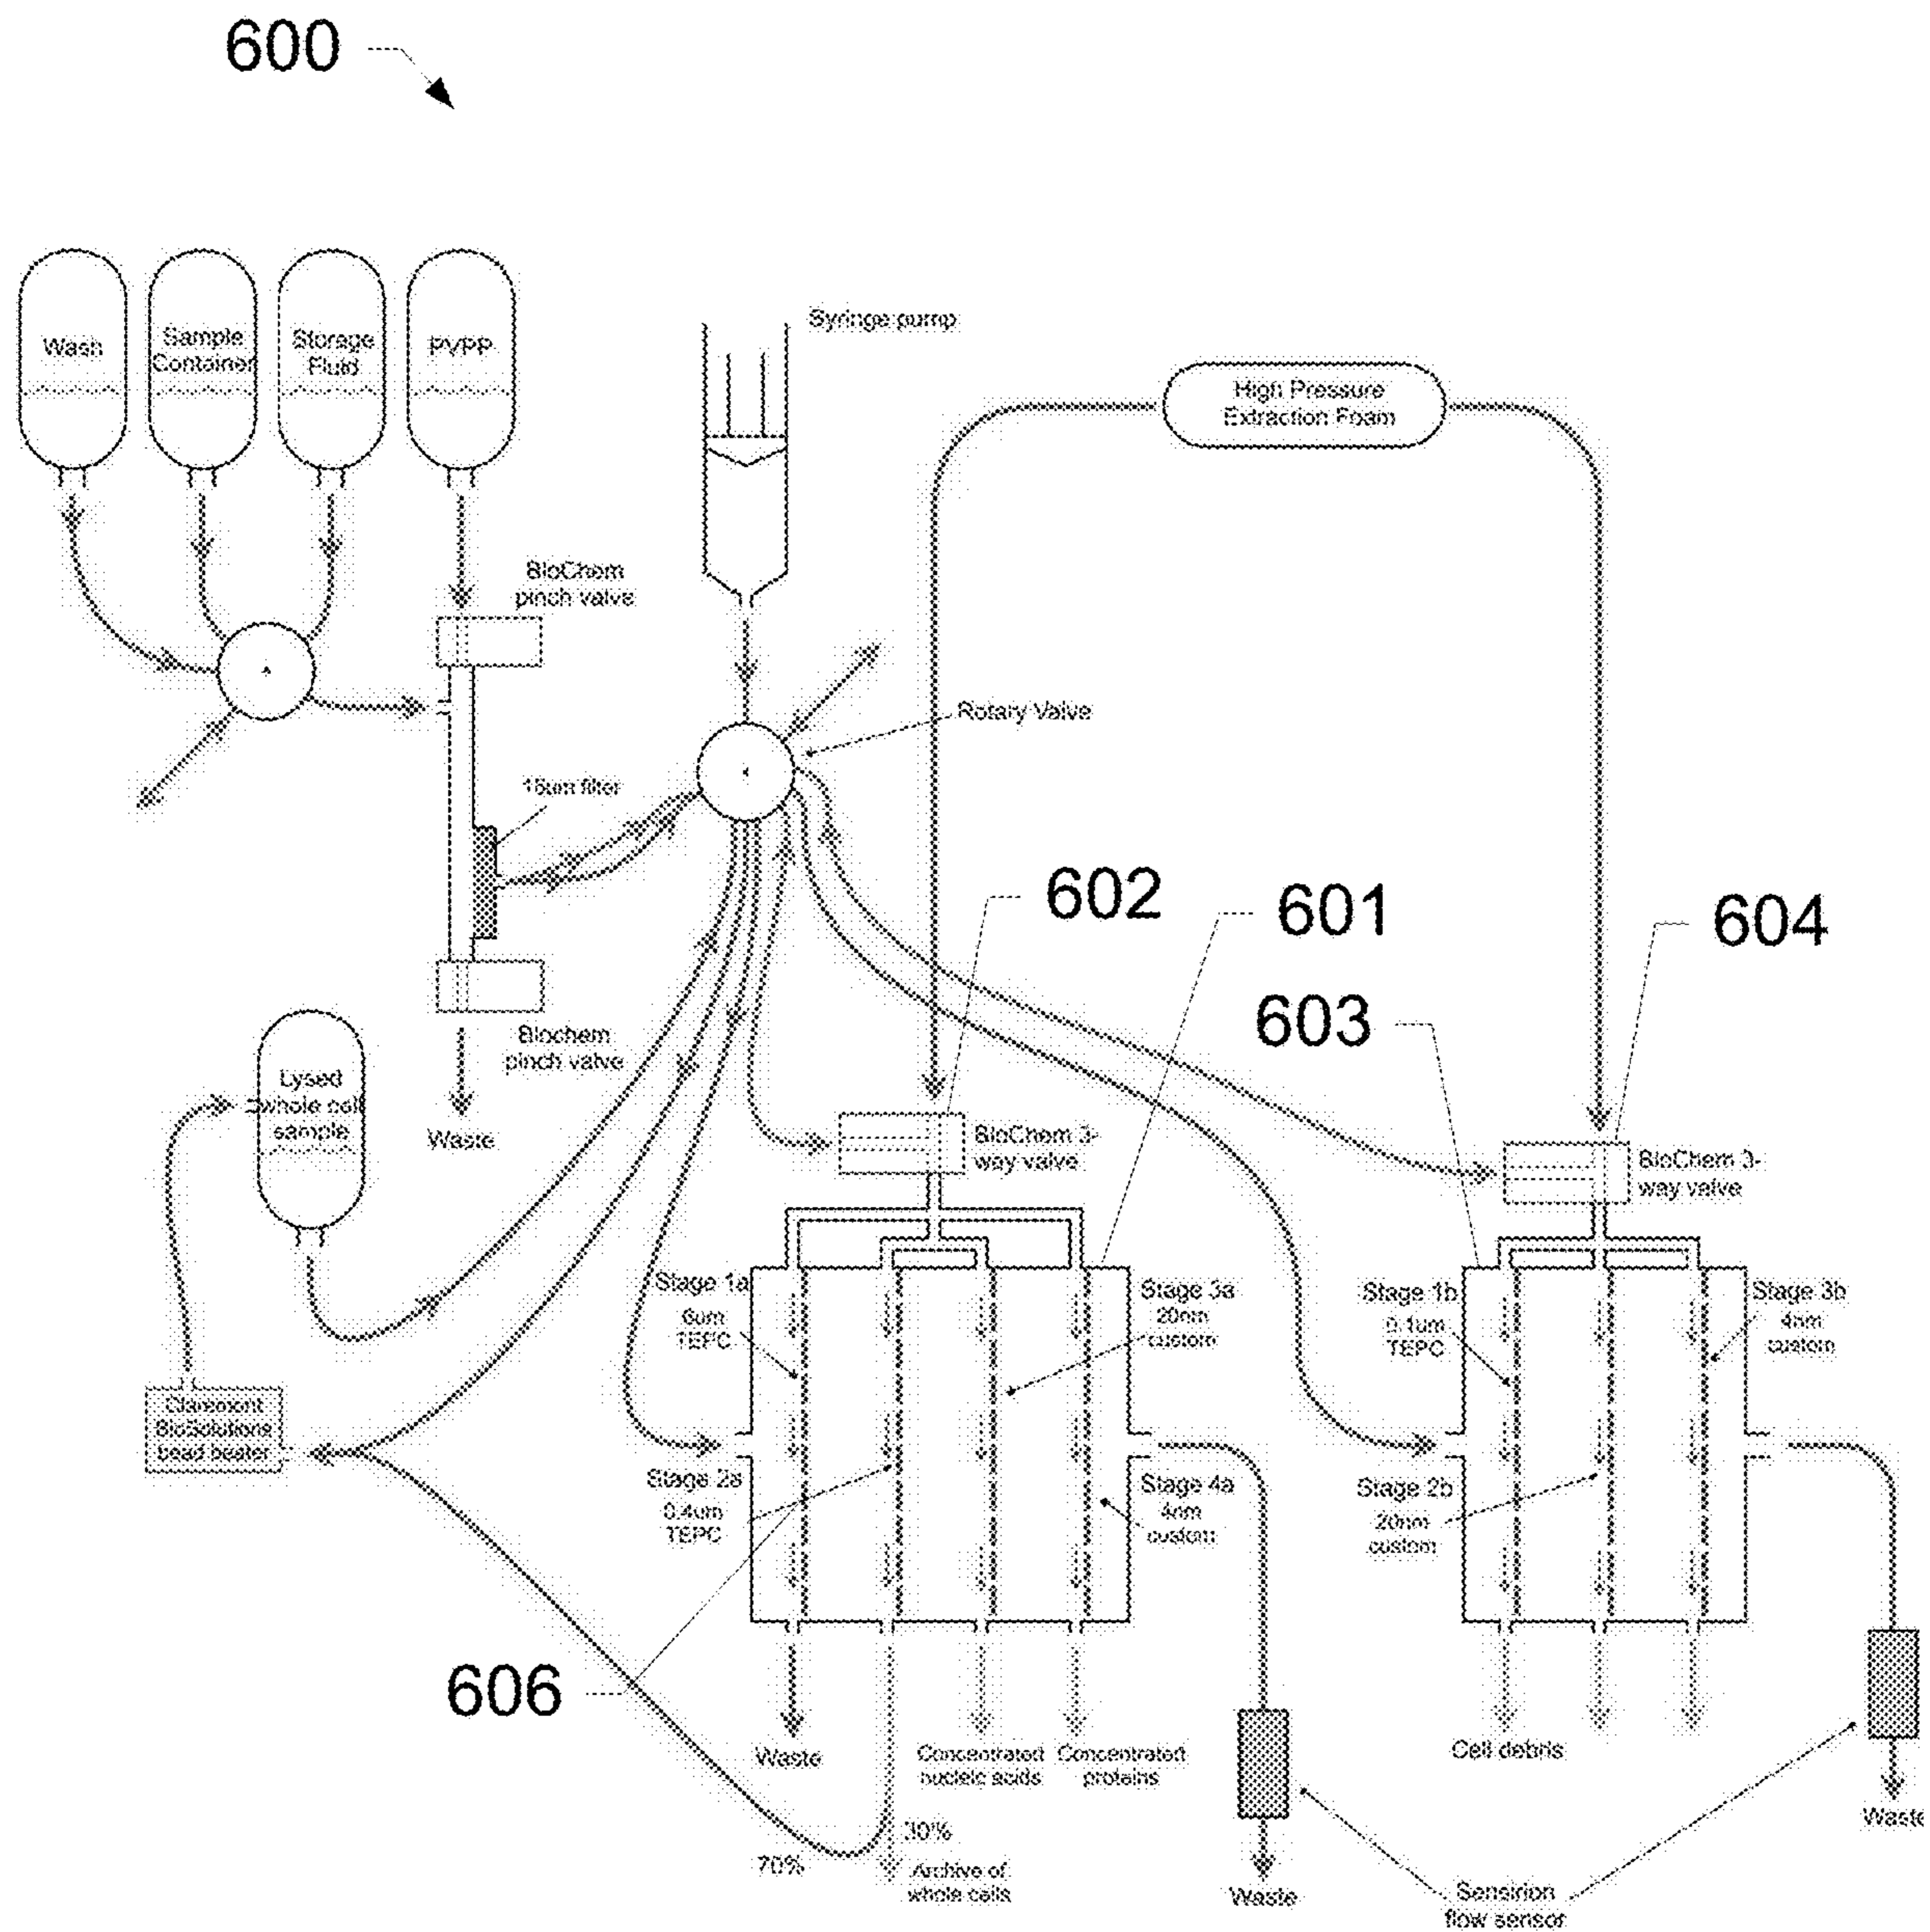 600
Wash
Sample
Container
Storage
Fluid
PVPP
Syringe pump
High Pressure
Extraction Foam
BioChem
pinch valve
Rotary Valve
15um filter
602
601
604
603
Biochem
pinch valve
Waste
Lysed
whole cell
sample
BioChem 3-
way valve
BioChem 3-
way valve
Stage 1a
6um
TEPC
Stage 3a
20nm
custom
Stage 1b
0.1um
TEPC
Stage 3b
4nm
custom
Claremont
BioSolutions
bead beater
Stage 2a
0.4um
TEPC
Stage 4a
4nm
custom
Stage 2b
20nm
custom
606
Waste
Concentrated
nucleic acids
Concentrated
proteins
Cell debris
Waste
70%
30%
Archive of
whole cells
Waste
Sensirion
flow sensor